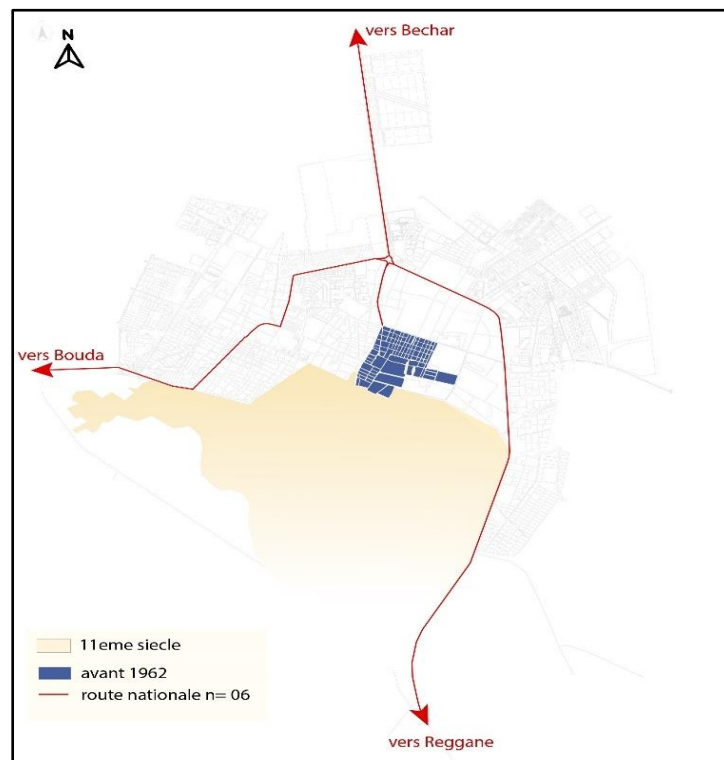 vers Bechar
N
vers Bouda
11eme siecle
avant 1962
route nationale n= 06
vers Reggane